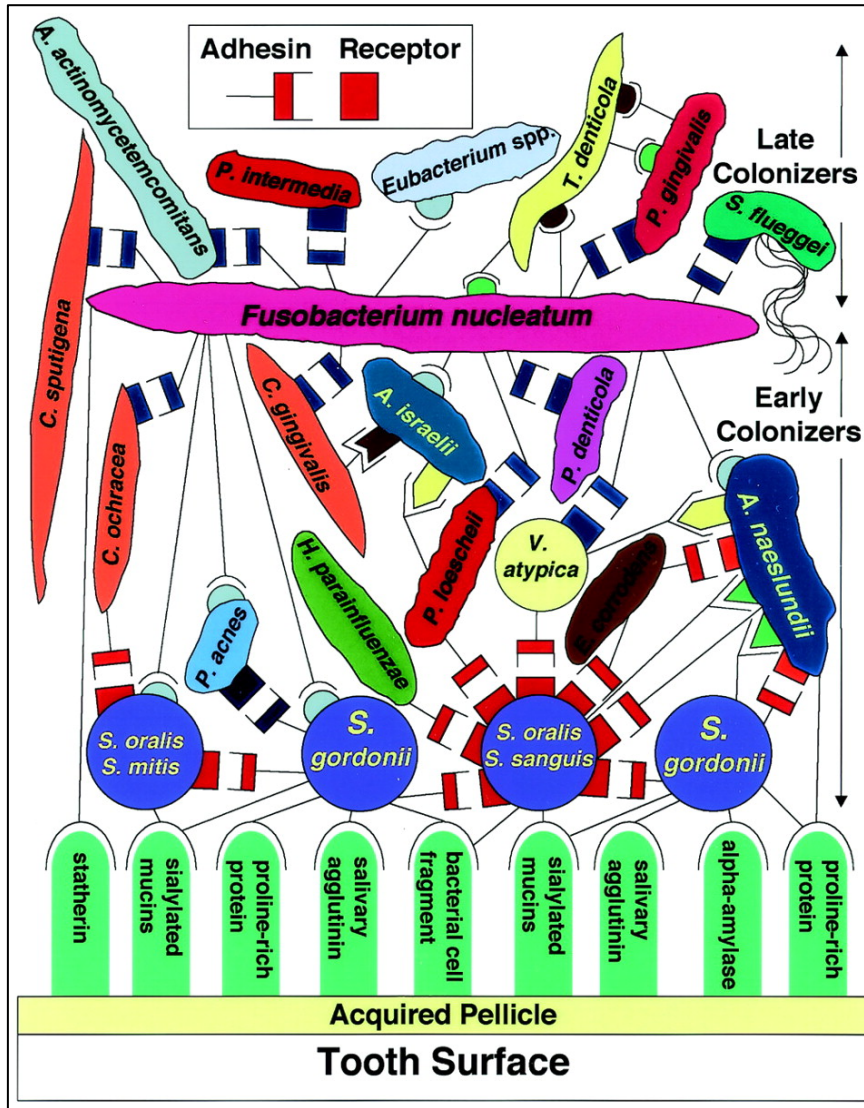 Adhesin
Receptor
A. actinomycetemcomitans
P. intermedia
Eubacterium spp.
T. denticola
P. gingivalis
Late
Colonizers
S. flueggei
C. sputigena
Fusobacterium nucleatum
Early
Colonizers
C. ochracea
C. gingivalis
A. israelii
P. denticola
P. loescheii
V.
atypica
E. corrodens
A. naeslundii
H. parainfluenzae
P. acnes
S. oralis
S. mitis
S.
gordonii
S. oralis
S. sanguis
S.
gordonii
statherin
sialylated
mucins
proline-rich
protein
salivary
agglutinin
bacterial cell
fragment
sialylated
mucins
salivary
agglutinin
alpha-amylase
proline-rich
protein
Acquired Pellicle
Tooth Surface